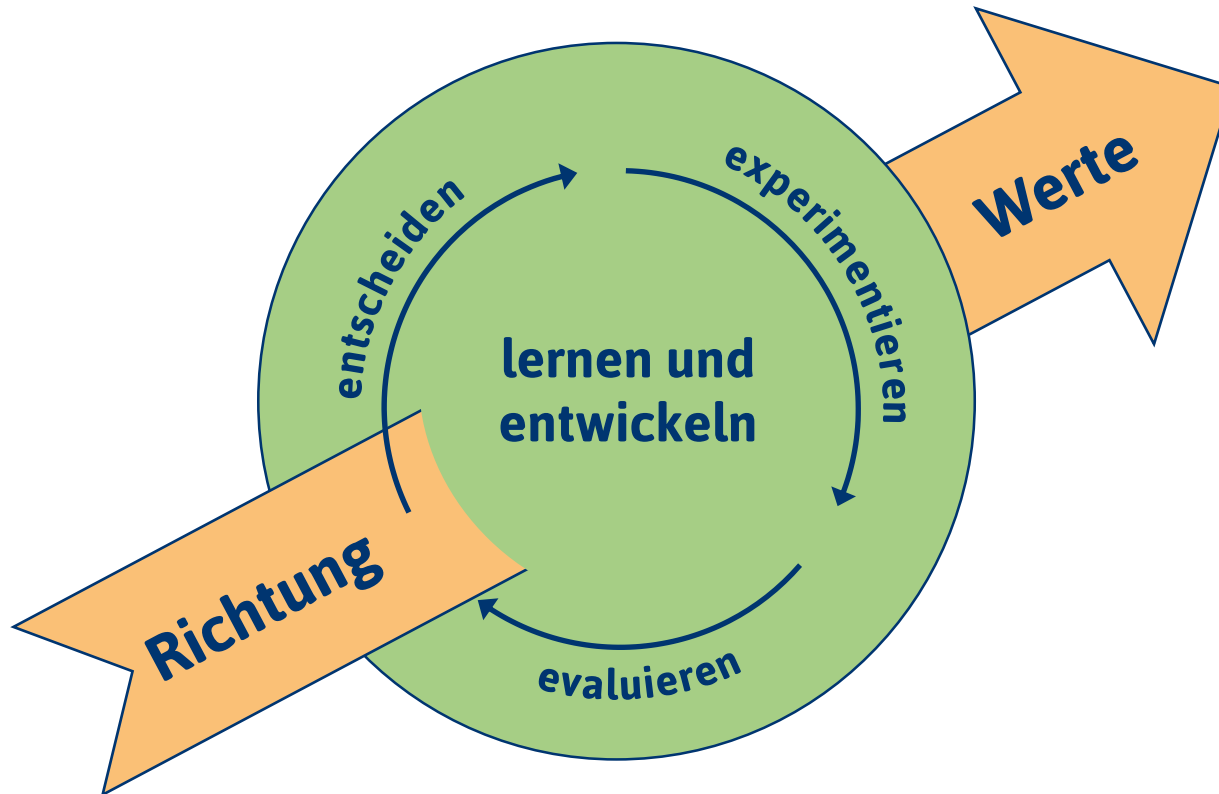 entscheiden
experimentieren
Werte
lernen und
entwickeln
Richtung
evaluieren